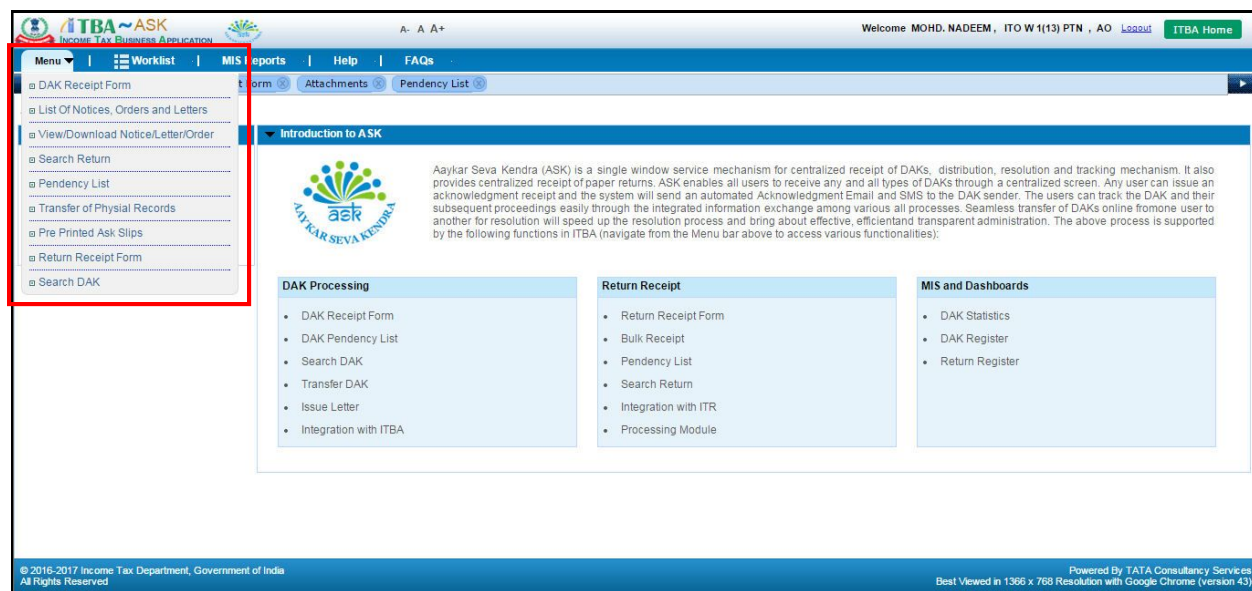 ITBA ~ ASK
INCOME TAX BUSINESS APPLICATION
A- A A+
Welcome MOHD. NADEEM , ITO W 1(13) PTN , AO Logout ITBA Home
Menu | Worklist | MIS Reports | Help | FAQs
t Form Attachments Pendency List
DAK Receipt Form
List Of Notices, Orders and Letters
View/Download Notice/Letter/Order
Search Return
Pendency List
Transfer of Physial Records
Pre Printed Ask Slips
Return Receipt Form
Search DAK
Introduction to ASK
ask
AAYKAR SEVA KENDRA
Aaykar Seva Kendra (ASK) is a single window service mechanism for centralized receipt of DAKs, distribution, resolution and tracking mechanism. It also
provides centralized receipt of paper returns. ASK enables all users to receive any and all types of DAKs through a centralized screen. Any user can issue an
acknowledgment receipt and the system will send an automated Acknowledgment Email and SMS to the DAK sender. The users can track the DAK and their
subsequent proceedings easily through the integrated information exchange among various all processes. Seamless transfer of DAKs online fromone user to
another for resolution will speed up the resolution process and bring about effective, efficientand transparent administration. The above process is supported
by the following functions in ITBA (navigate from the Menu bar above to access various functionalities):
DAK Processing
DAK Receipt Form
DAK Pendency List
Search DAK
Transfer DAK
Issue Letter
Integration with ITBA
Return Receipt
Return Receipt Form
Bulk Receipt
Pendency List
Search Return
Integration with ITR
Processing Module
MIS and Dashboards
DAK Statistics
DAK Register
Return Register
© 2016-2017 Income Tax Department, Government of India
All Rights Reserved
Powered By TATA Consultancy Services
Best Viewed in 1366 x 768 Resolution with Google Chrome (version 43)